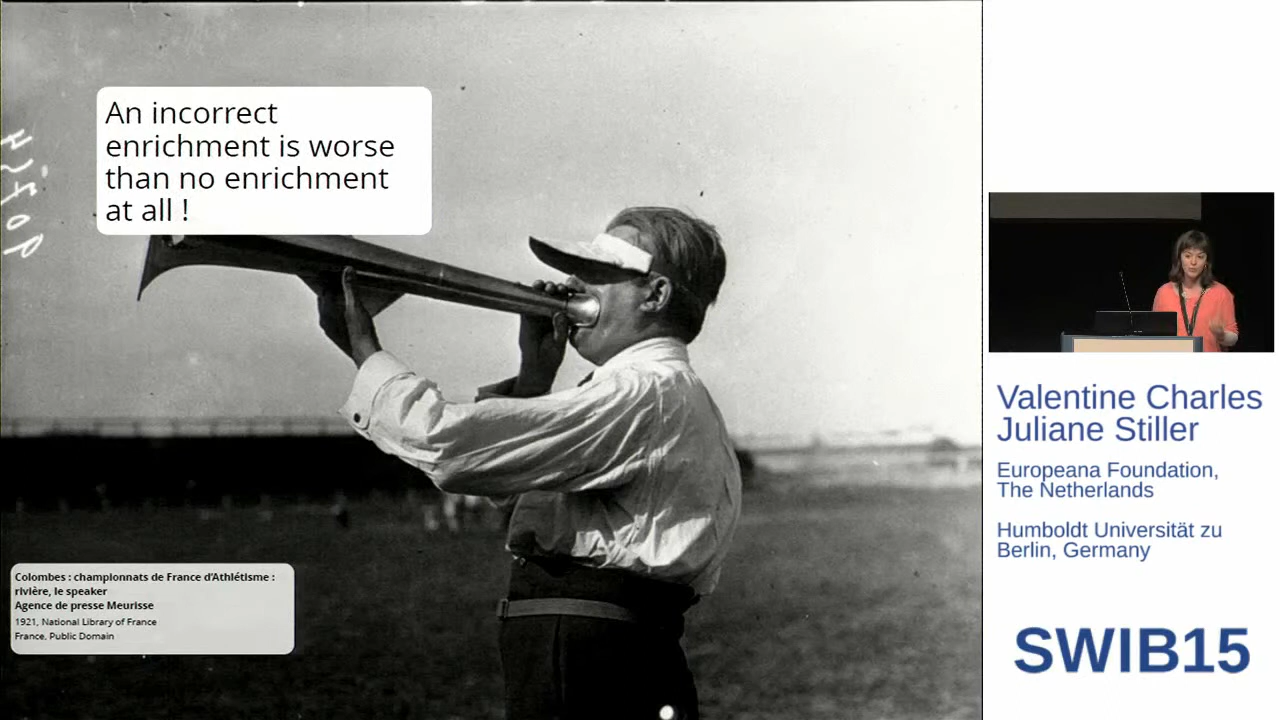 An incorrect
enrichment is worse
than no enrichment
at all !
Colombes : championnats de France d'Athlétisme :
rivière, le speaker
Agence de presse Meurisse
1921, National Library of France
France, Public Domain
Valentine Charles
Juliane Stiller
Europeana Foundation,
The Netherlands
Humboldt Universität zu
Berlin, Germany
SWIB15